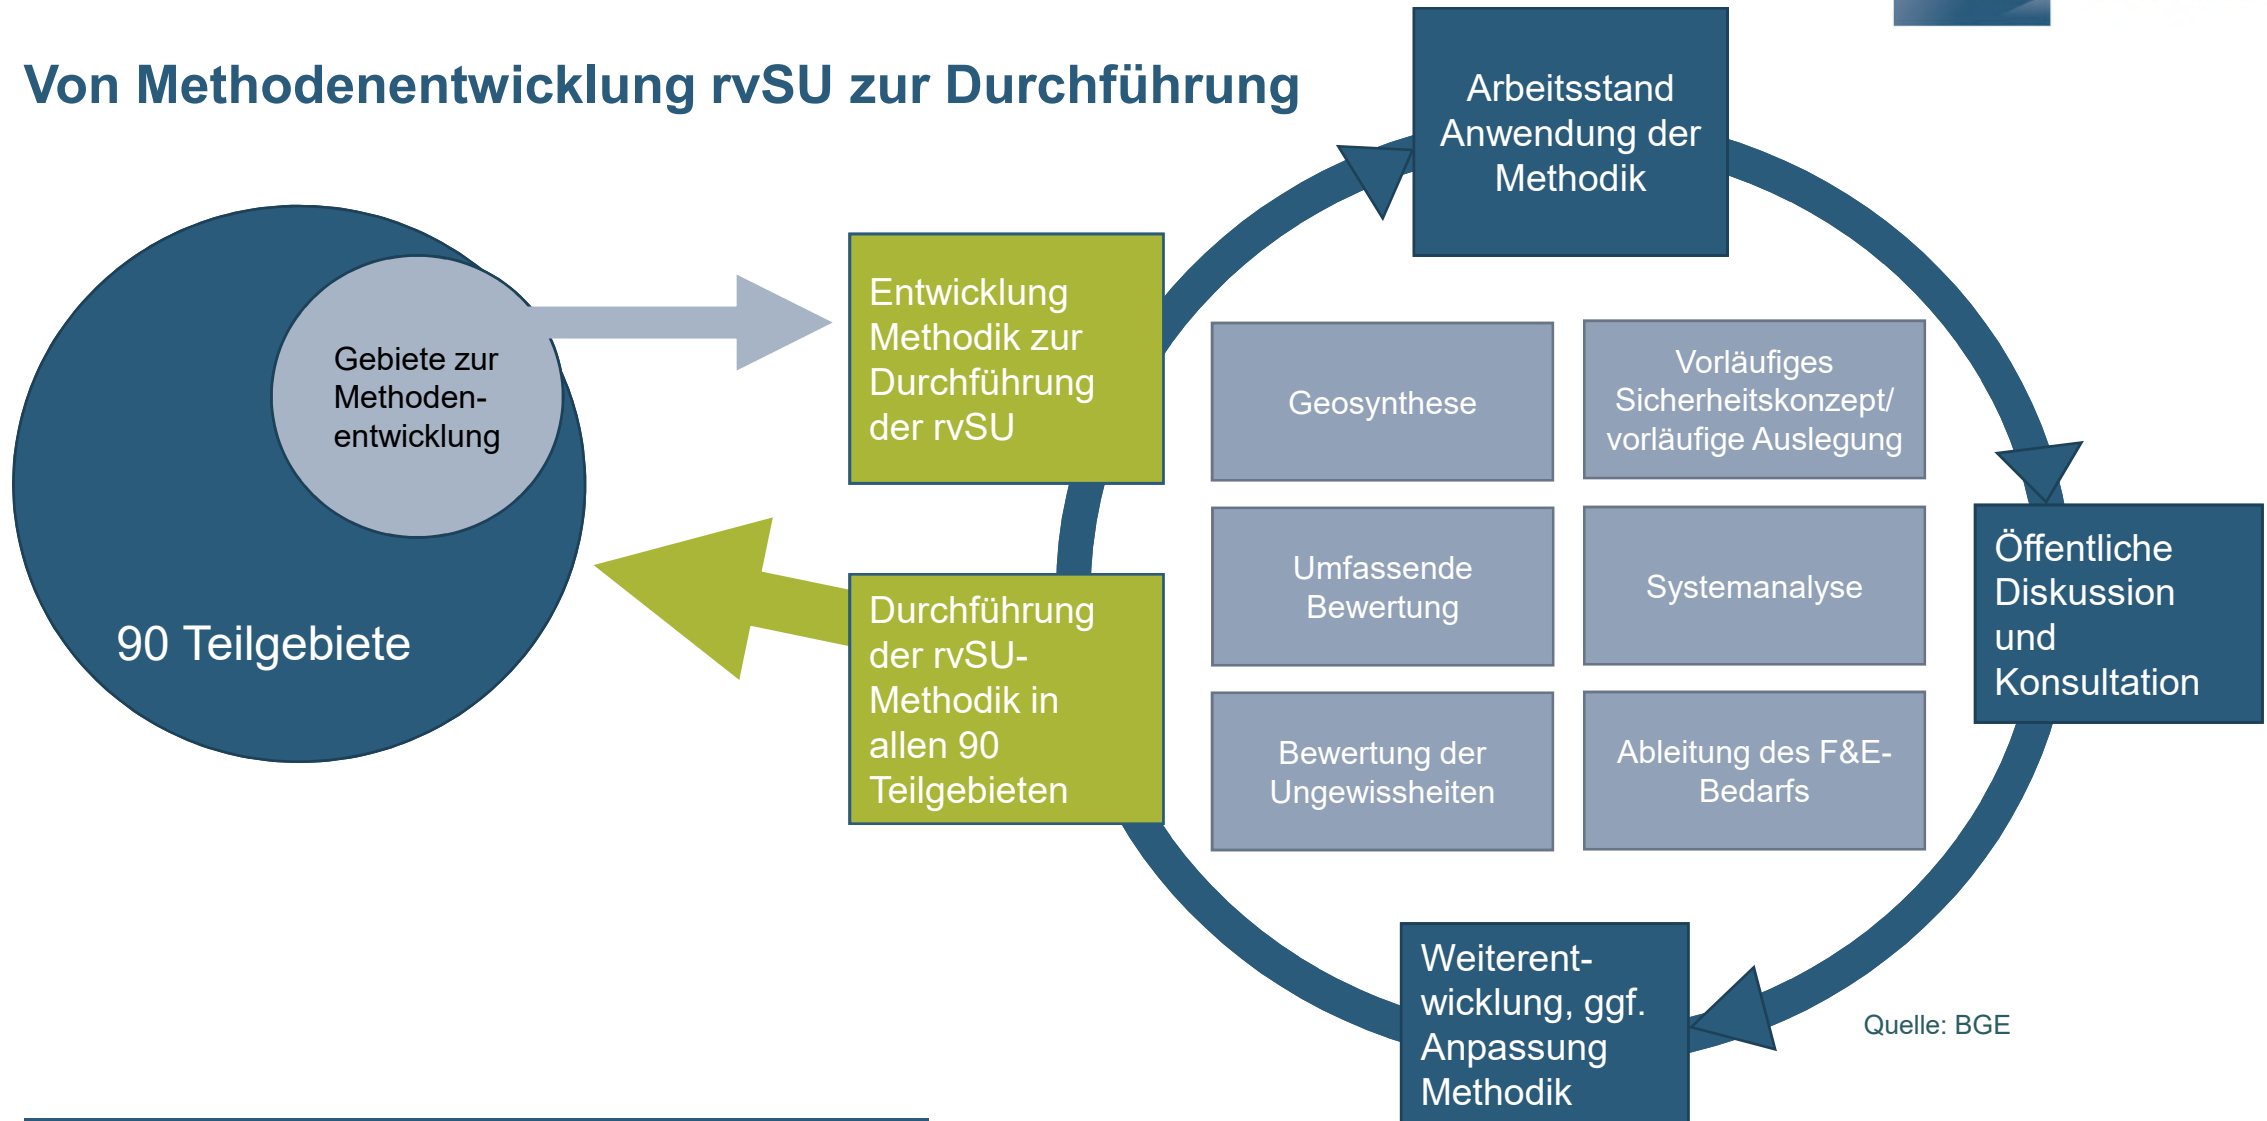 Von Methodenentwicklung rvSU zur Durchführung
Gebiete zur
Methoden-
entwicklung
90 Teilgebiete
Entwicklung
Methodik zur
Durchführung
der rvSU
Durchführung
der rvSU-
Methodik in
allen 90
Teilgebieten
Arbeitsstand
Anwendung der
Methodik
Geosynthese
Vorläufiges
Sicherheitskonzept/
vorläufige Auslegung
Umfassende
Bewertung
Systemanalyse
Bewertung der
Ungewissheiten
Ableitung des F&E-
Bedarfs
Öffentliche
Diskussion
und
Konsultation
Weiterent-
wicklung, ggf.
Anpassung
Methodik
Quelle: BGE